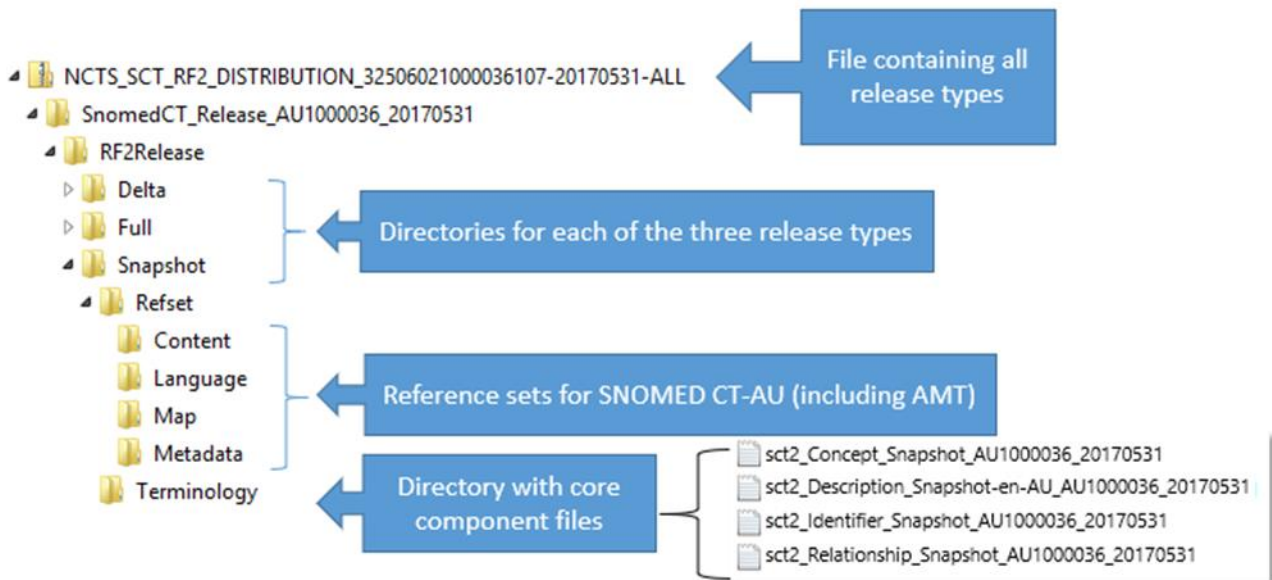 File containing all
release types
NCTS_SCT_RF2_DISTRIBUTION_32506021000036107-20170531-ALL
SnomedCT_Release_AU1000036_20170531
RF2Release
Delta
Full
Snapshot
Directories for each of the three release types
Refset
Content
Language
Map
Metadata
Reference sets for SNOMED CT-AU (including AMT)
Terminology
Directory with core
component files
sct2_Concept_Snapshot_AU1000036_20170531
sct2_Description_Snapshot-en-AU_AU1000036_20170531
sct2_Identifier_Snapshot_AU1000036_20170531
sct2_Relationship_Snapshot_AU1000036_20170531